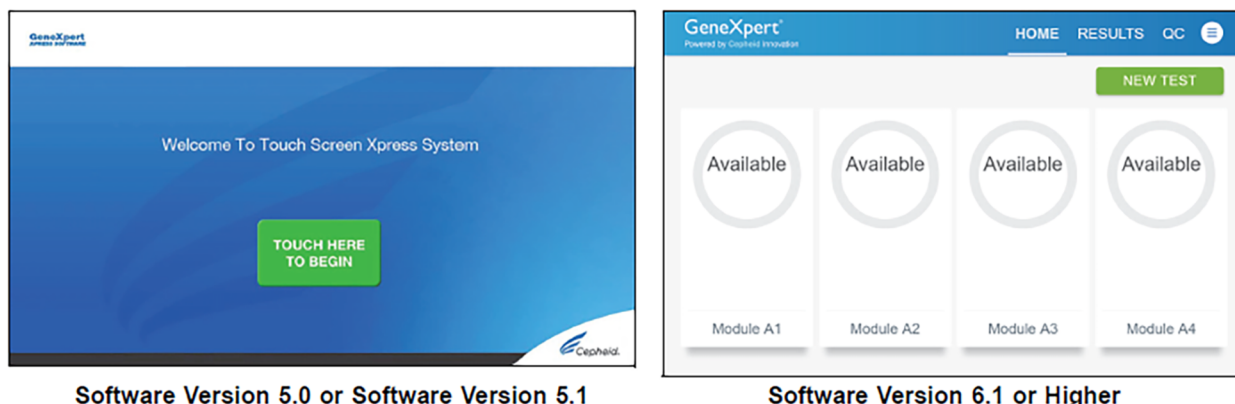 GeneXpert
XPRESS SOFTWARE
Welcome To Touch Screen Xpress System
TOUCH HERE
TO BEGIN
Cepheid.
Software Version 5.0 or Software Version 5.1
GeneXpert®
Powered by Cepheid Innovation
HOME RESULTS QC
NEW TEST
Available Available Available Available
Module A1 Module A2 Module A3 Module A4
Software Version 6.1 or Higher